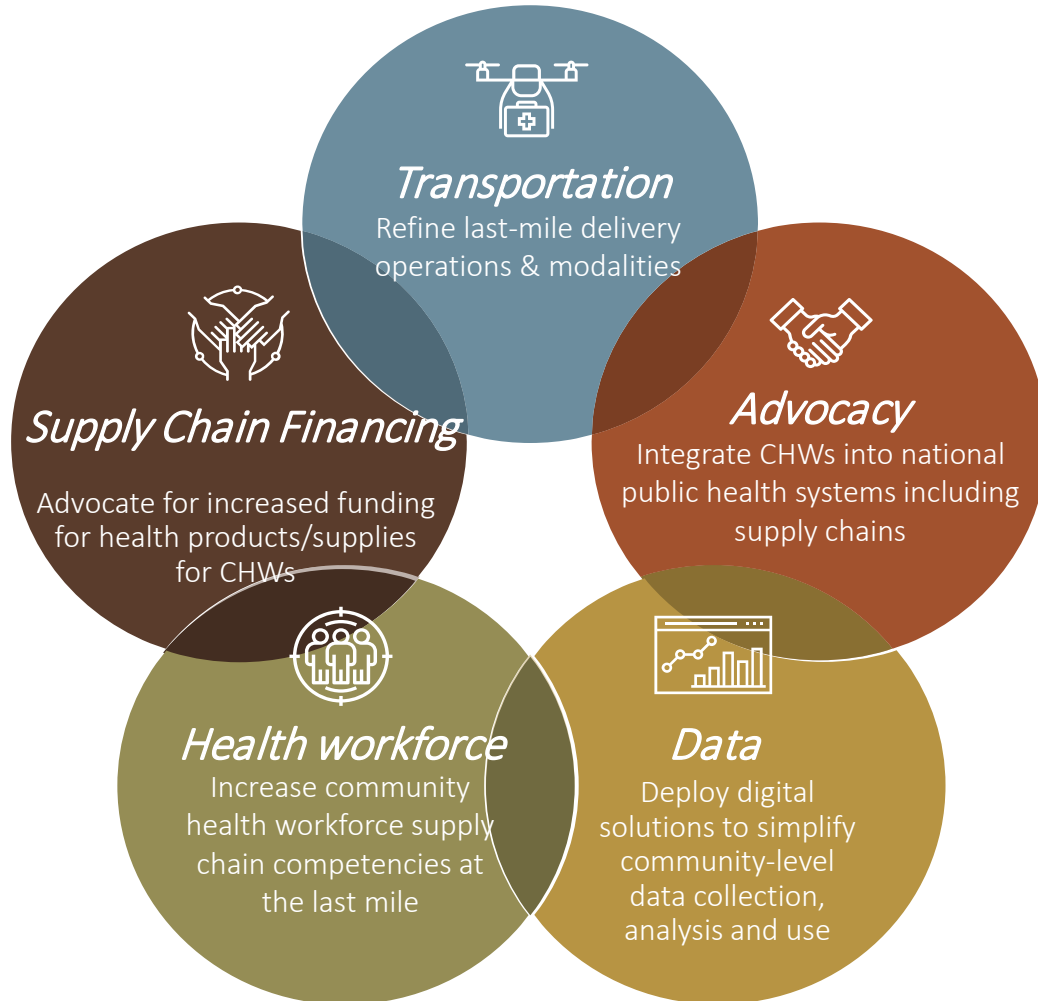 Transportation
Refine last-mile delivery
operations & modalities
Supply Chain Financing
Advocate for increased funding
for health products/supplies
for CHWs
Advocacy
Integrate CHWs into national
public health systems including
supply chains
Health workforce
Increase community
health workforce supply
chain competencies at
the last mile
Data
Deploy digital
solutions to simplify
community-level
data collection,
analysis and use